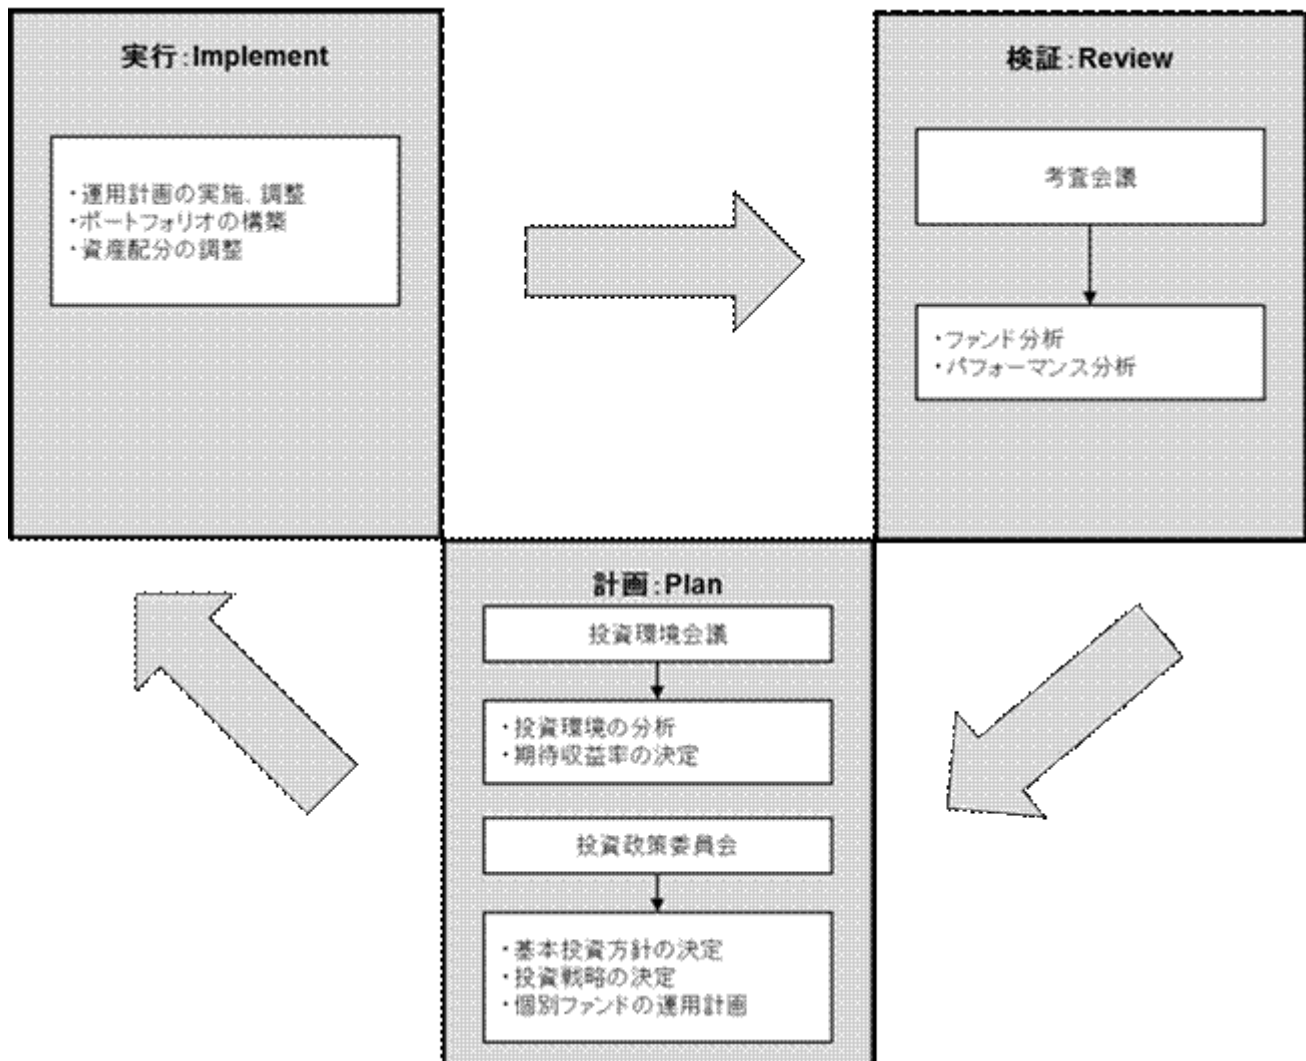 実行:Implement
・運用計画の実施、調整
・ポートフォリオの構築
・資産配分の調整
検証:Review
考査会議
・ファンド分析
・パフォーマンス分析
計画:Plan
投資環境会議
・投資環境の分析
・期待収益率の決定
投資政策委員会
・基本投資方針の決定
・投資戦略の決定
・個別ファンドの運用計画